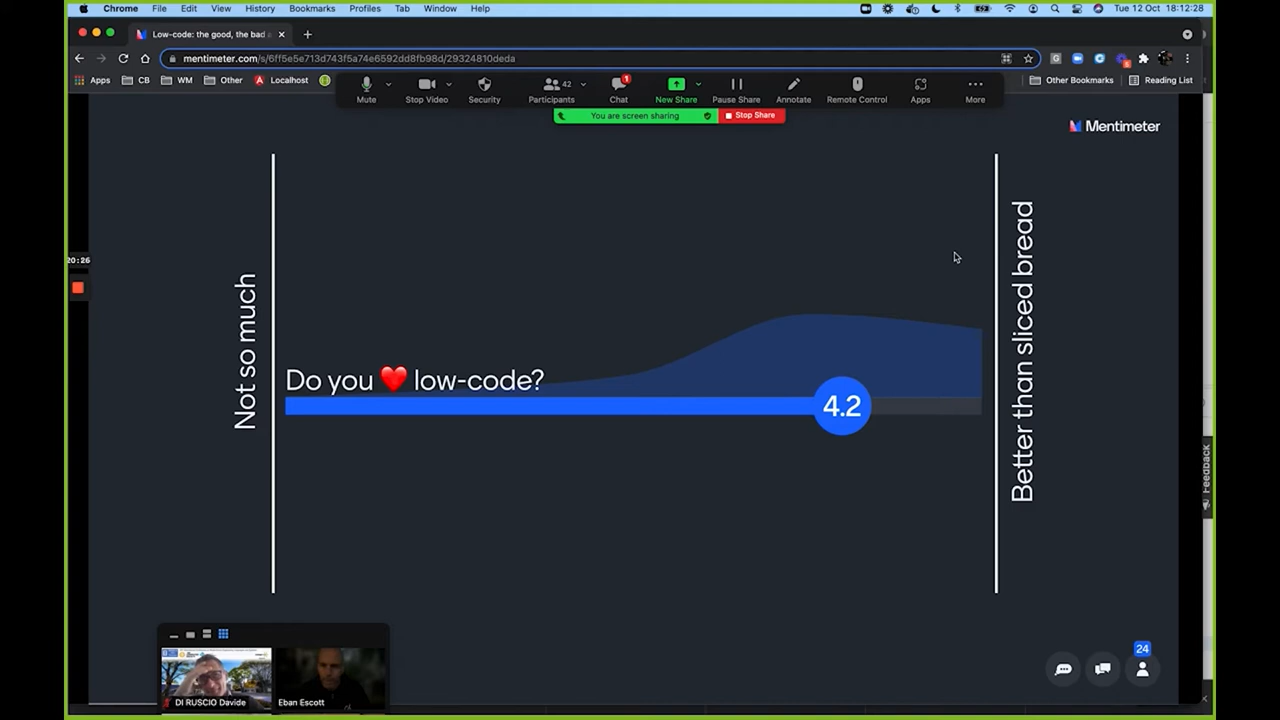 Chrome File Edit View History Bookmarks Profiles Tab Window Help Tue 12 Oct 18:12:28
Low-code: the good, the bad
mentimeter.com/s/6ff5e5e713d743f5a74e6592dd8fb98d/29324810deda
Apps CB WM Other Localhost Other Bookmarks Reading List
Mute Stop Video Security Participants 42 Chat 1 New Share Pause Share Annotate Remote Control Apps More
You are screen sharing Stop Share
Mentimeter
20:26
Not so much
Do you ❤️ low-code?
4.2
Better than sliced bread
Feedback
24
DI RUSCIO Davide
Eban Escott